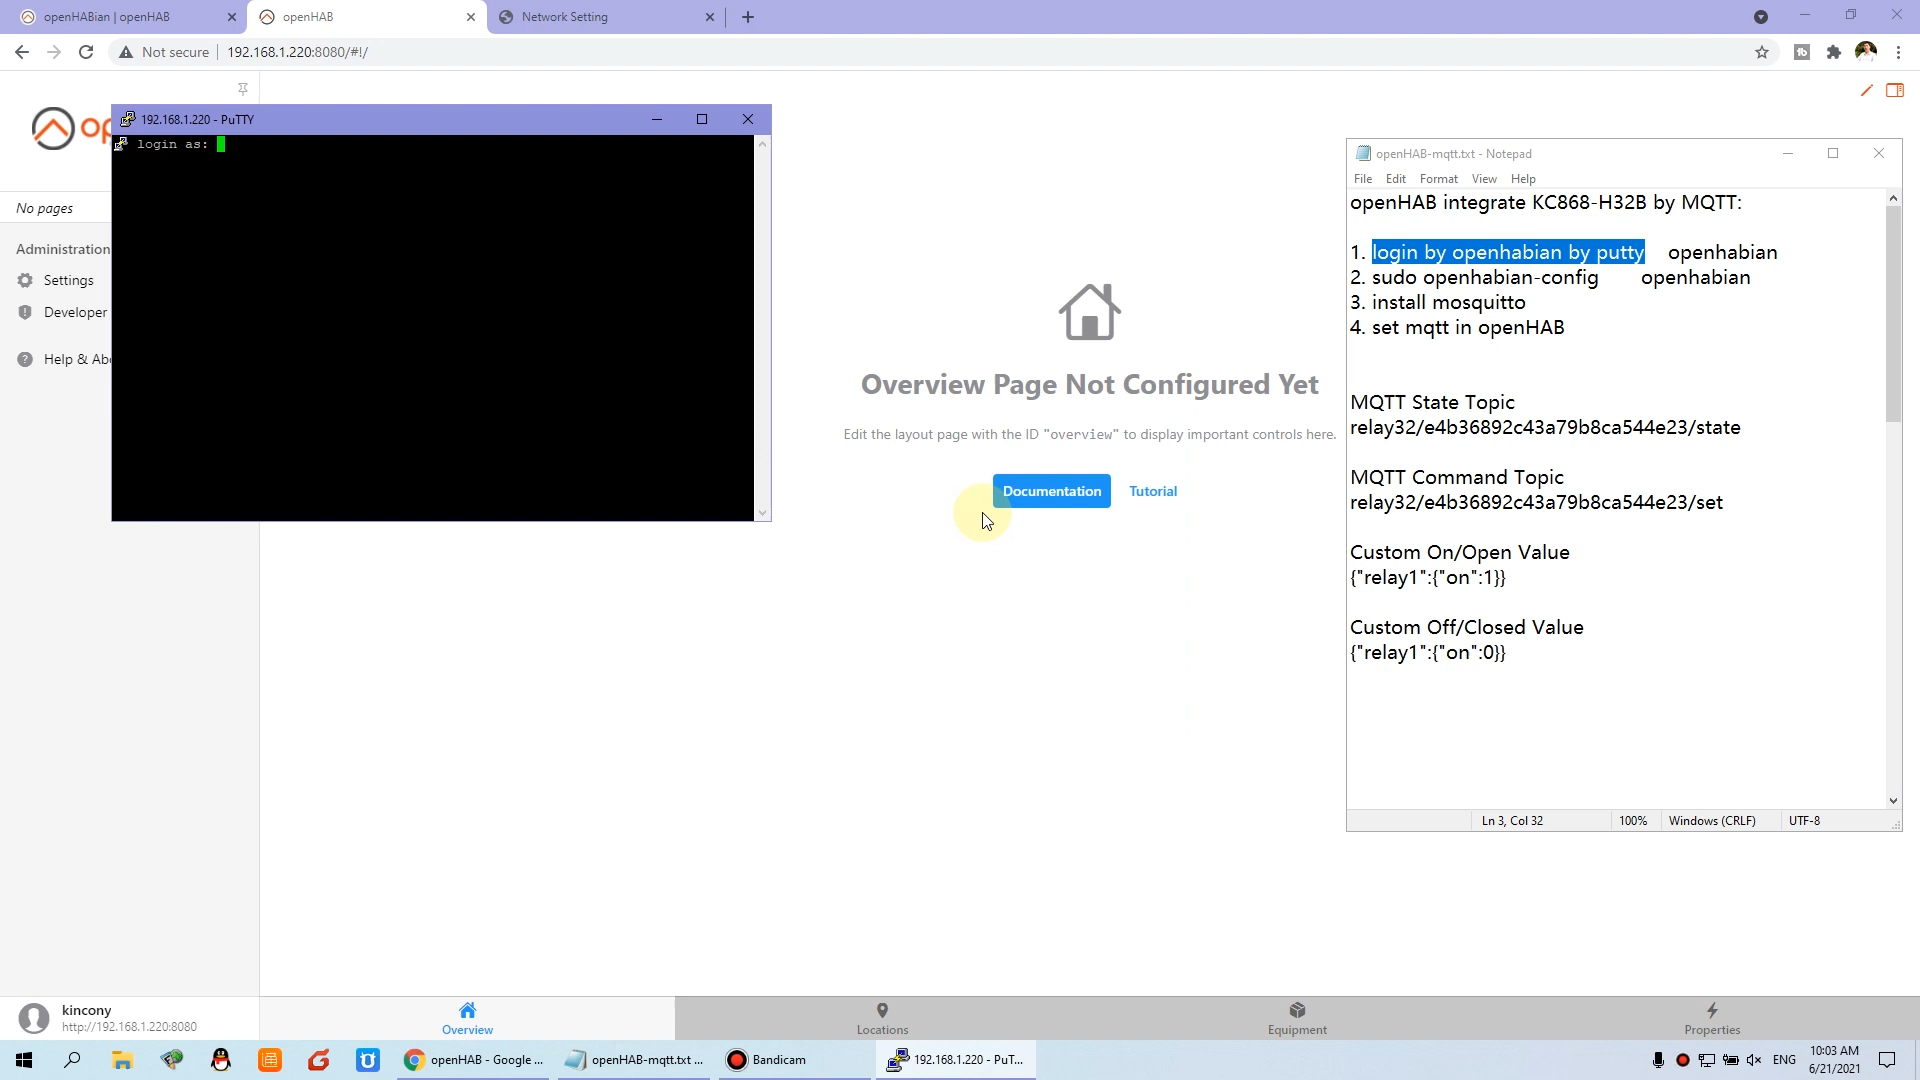 openHABian | openHAB
openHAB
Network Setting
Not secure
192.168.1.220:8080/#!/
op
No pages
Administration
Settings
Developer
Help & Abo
192.168.1.220 - PuTTY
login as:
Overview Page Not Configured Yet
Edit the layout page with the ID "overview" to display important controls here.
Documentation
Tutorial
openHAB-mqtt.txt - Notepad
File Edit Format View Help
openHAB integrate KC868-H32B by MQTT:
1. login by openhabian by putty openhabian
2. sudo openhabian-config openhabian
3. install mosquitto
4. set mqtt in openHAB
MQTT State Topic
relay32/e4b36892c43a79b8ca544e23/state
MQTT Command Topic
relay32/e4b36892c43a79b8ca544e23/set
Custom On/Open Value
{"relay1":{"on":1}}
Custom Off/Closed Value
{"relay1":{"on":0}}
Ln 3, Col 32
100%
Windows (CRLF)
UTF-8
kincony
http://192.168.1.220:8080
Overview
Locations
Equipment
Properties
openHAB - Google ...
openHAB-mqtt.txt ...
Bandicam
192.168.1.220 - PuT...
ENG
10:03 AM
6/21/2021